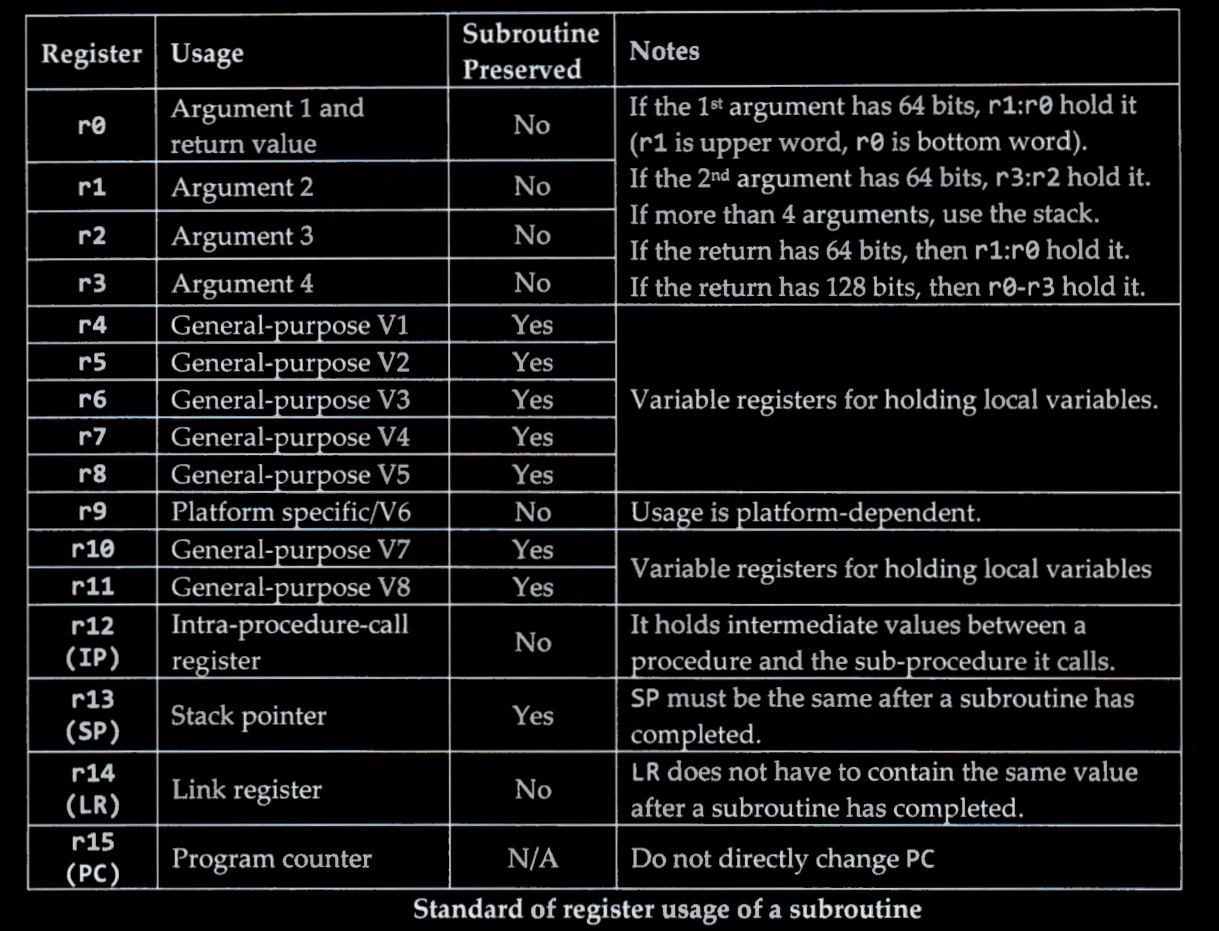 Register Usage Subroutine Preserved Notes
r0 Argument 1 and return value No
If the 1st argument has 64 bits, r1:r0 hold it
(r1 is upper word, r0 is bottom word).
r1 Argument 2 No
If the 2nd argument has 64 bits, r3:r2 hold it.
If more than 4 arguments, use the stack.
r2 Argument 3 No
If the return has 64 bits, then r1:r0 hold it.
r3 Argument 4 No
If the return has 128 bits, then r0-r3 hold it.
r4 General-purpose V1 Yes
r5 General-purpose V2 Yes
r6 General-purpose V3 Yes
Variable registers for holding local variables.
r7 General-purpose V4 Yes
r8 General-purpose V5 Yes
r9 Platform specific/V6 No Usage is platform-dependent.
r10 General-purpose V7 Yes
Variable registers for holding local variables
r11 General-purpose V8 Yes
r12 (IP) Intra-procedure-call register No
It holds intermediate values between a
procedure and the sub-procedure it calls.
r13 (SP) Stack pointer Yes
SP must be the same after a subroutine has
completed.
r14 (LR) Link register No
LR does not have to contain the same value
after a subroutine has completed.
r15 (PC) Program counter N/A Do not directly change PC
Standard of register usage of a subroutine